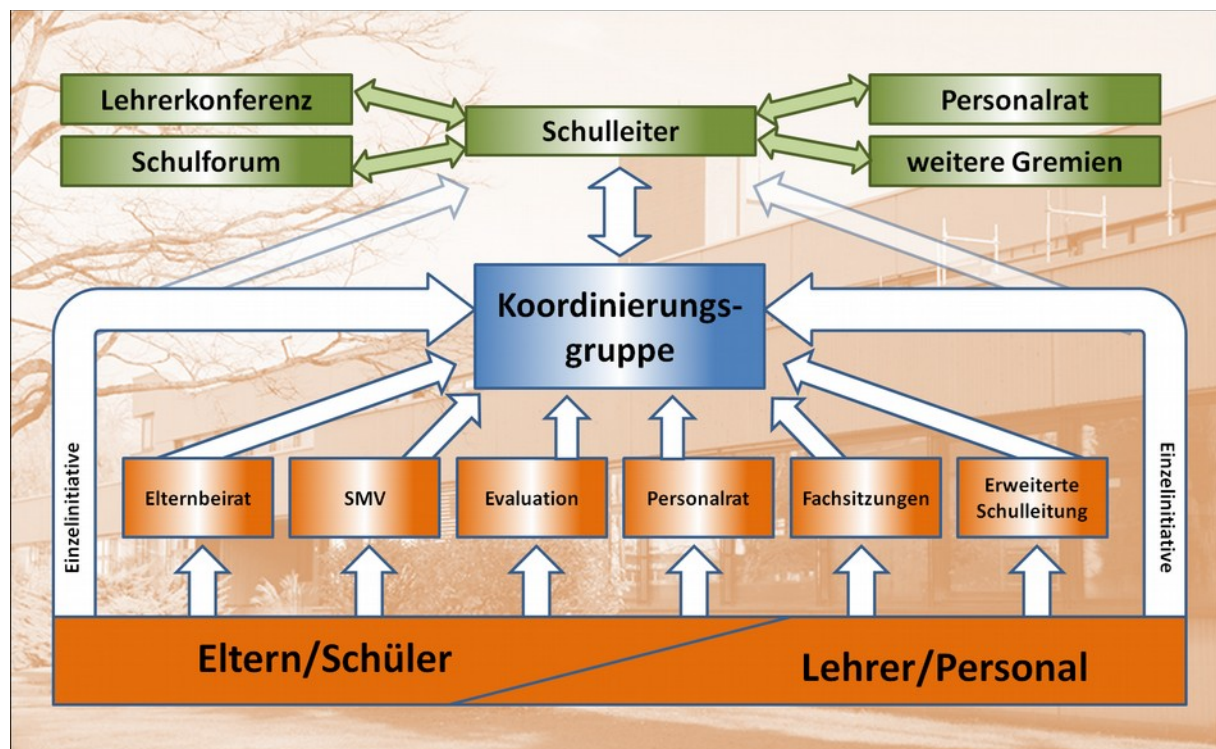 Lehrerkonferenz
Schulforum
Schulleiter
Personalrat
weitere Gremien
Koordinierungs-
gruppe
Einzelinitiative
Einzelinitiative
Elternbeirat
SMV
Evaluation
Personalrat
Fachsitzungen
Erweiterte
Schulleitung
Eltern/Schüler
Lehrer/Personal